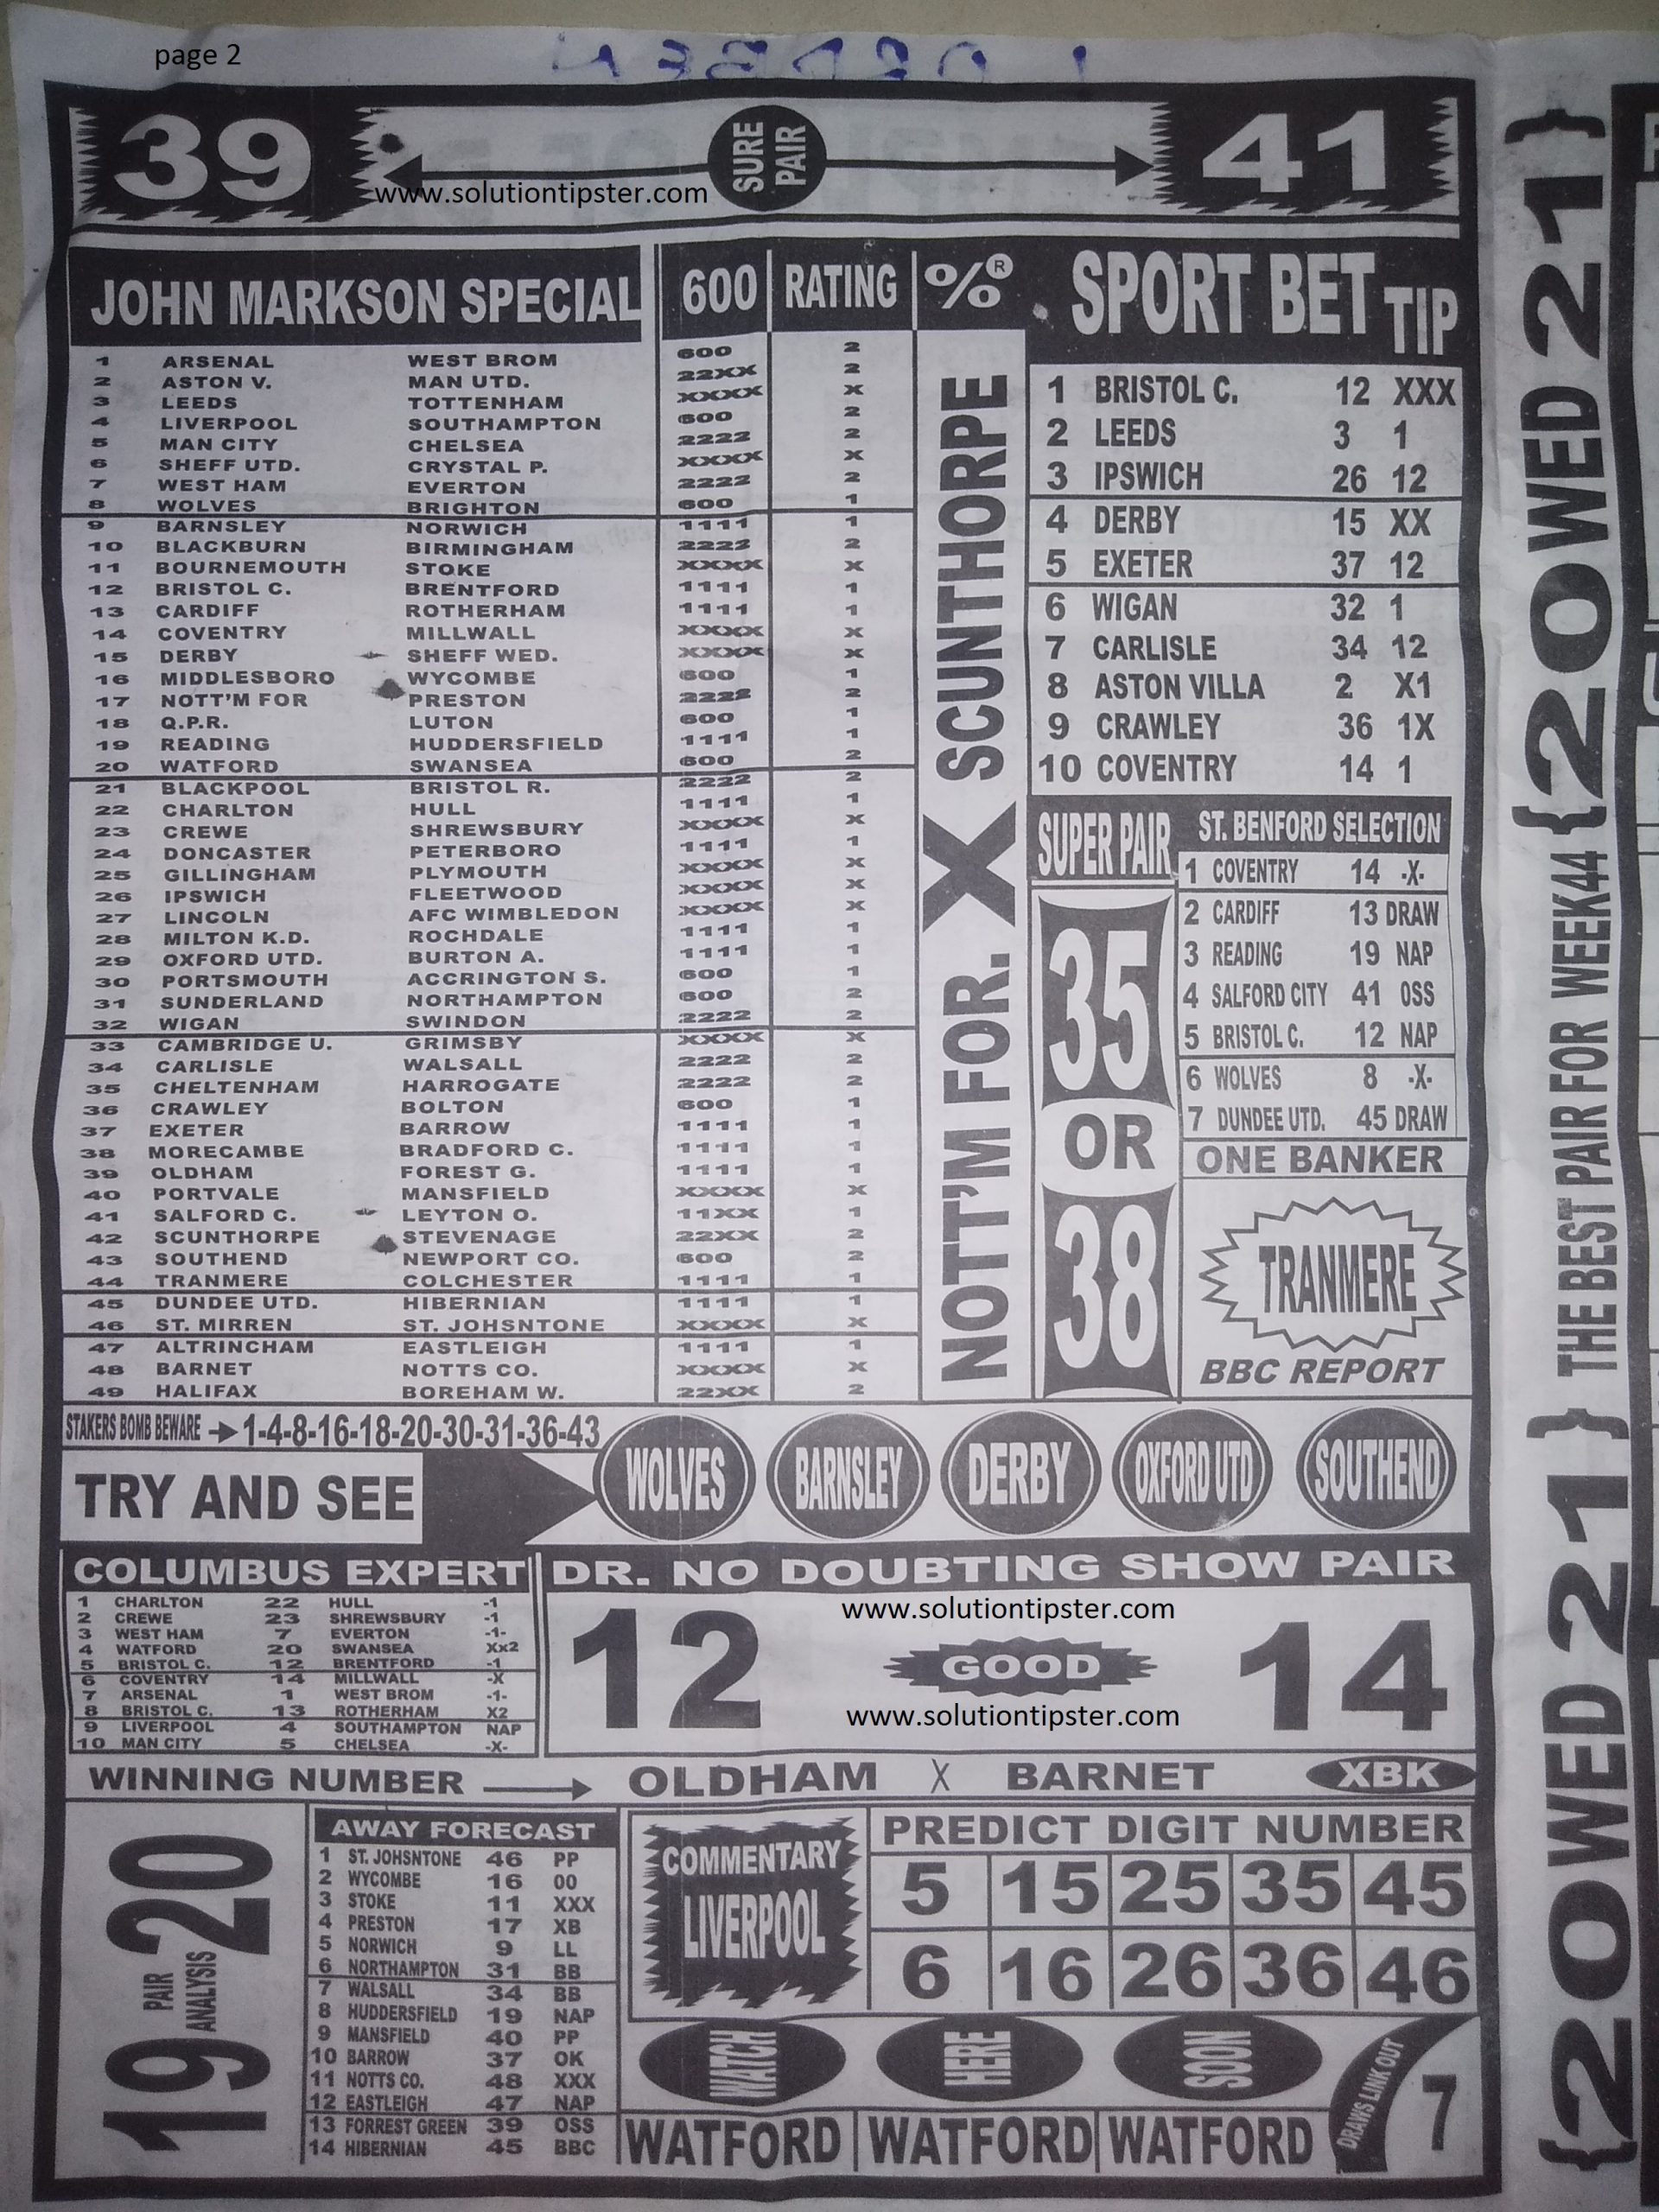 page 2
39 SURE PAIR 41
www.solutiontipster.com
JOHN MARKSON SPECIAL 600 RATING %®
1 ARSENAL WEST BROM 600 2
2 ASTON V. MAN UTD. 22XX 2
3 LEEDS TOTTENHAM XXXX X
4 LIVERPOOL SOUTHAMPTON 600 2
5 MAN CITY CHELSEA 2222 2
6 SHEFF UTD. CRYSTAL P. XXXX X
7 WEST HAM EVERTON 2222 2
8 WOLVES BRIGHTON 600 1
9 BARNSLEY NORWICH 1111 1
10 BLACKBURN BIRMINGHAM 2222 2
11 BOURNEMOUTH STOKE XXXX X
12 BRISTOL C. BRENTFORD 1111 1
13 CARDIFF ROTHERHAM 1111 1
14 COVENTRY MILLWALL XXXX X
15 DERBY SHEFF WED. XXXX X
16 MIDDLESBORO WYCOMBE 600 1
17 NOTT'M FOR PRESTON 2222 2
18 Q.P.R. LUTON 600 1
19 READING HUDDERSFIELD 1111 1
20 WATFORD SWANSEA 600 2
21 BLACKPOOL BRISTOL R. 2222 2
22 CHARLTON HULL 1111 1
23 CREWE SHREWSBURY XXXX X
24 DONCASTER PETERBORO 1111 1
25 GILLINGHAM PLYMOUTH XXXX X
26 IPSWICH FLEETWOOD XXXX X
27 LINCOLN AFC WIMBLEDON XXXX X
28 MILTON K.D. ROCHDALE 1111 1
29 OXFORD UTD. BURTON A. 1111 1
30 PORTSMOUTH ACCRINGTON S. 600 1
31 SUNDERLAND NORTHAMPTON 600 2
32 WIGAN SWINDON 2222 2
33 CAMBRIDGE U. GRIMSBY XXXX X
34 CARLISLE WALSALL 2222 2
35 CHELTENHAM HARROGATE 2222 2
36 CRAWLEY BOLTON 600 1
37 EXETER BARROW 1111 1
38 MORECAMBE BRADFORD C. 1111 1
39 OLDHAM FOREST G. 1111 1
40 PORTVALE MANSFIELD XXXX X
41 SALFORD C. LEYTON O. 11XX 1
42 SCUNTHORPE STEVENAGE 22XX 2
43 SOUTHEND NEWPORT CO. 600 2
44 TRANMERE COLCHESTER 1111 1
45 DUNDEE UTD. HIBERNIAN 1111 1
46 ST. MIRREN ST. JOHSNTONE XXXX X
47 ALTRINCHAM EASTLEIGH 1111 1
48 BARNET NOTTS CO. XXXX X
49 HALIFAX BOREHAM W. 22XX 2
NOTT'M FOR. X SCUNTHORPE
SPORT BET TIP
1 BRISTOL C. 12 XXX
2 LEEDS 3 1
3 IPSWICH 26 12
4 DERBY 15 XX
5 EXETER 37 12
6 WIGAN 32 1
7 CARLISLE 34 12
8 ASTON VILLA 2 X1
9 CRAWLEY 36 1X
10 COVENTRY 14 1
SUPER PAIR
35
OR
38
ST. BENFORD SELECTION
1 COVENTRY 14 -X-
2 CARDIFF 13 DRAW
3 READING 19 NAP
4 SALFORD CITY 41 OSS
5 BRISTOL C. 12 NAP
6 WOLVES 8 -X-
7 DUNDEE UTD. 45 DRAW
ONE BANKER
TRANMERE
BBC REPORT
STAKERS BOMB BEWARE → 1-4-8-16-18-20-30-31-36-43
TRY AND SEE WOLVES BARNSLEY DERBY OXFORD UTD SOUTHEND
COLUMBUS EXPERT
1 CHARLTON 22 HULL -1
2 CREWE 23 SHREWSBURY -1
3 WEST HAM 7 EVERTON -1-
4 WATFORD 20 SWANSEA Xx2
5 BRISTOL C. 12 BRENTFORD -1
6 COVENTRY 14 MILLWALL -X
7 ARSENAL 1 WEST BROM -1-
8 BRISTOL C. 13 ROTHERHAM X2
9 LIVERPOOL 4 SOUTHAMPTON NAP
10 MAN CITY 5 CHELSEA -X-
DR. NO DOUBTING SHOW PAIR
www.solutiontipster.com
12 GOOD 14
www.solutiontipster.com
WINNING NUMBER → OLDHAM X BARNET XBK
19 PAIR ANALYSIS 20
AWAY FORECAST
1 ST. JOHSNTONE 46 PP
2 WYCOMBE 16 00
3 STOKE 11 XXX
4 PRESTON 17 XB
5 NORWICH 9 LL
6 NORTHAMPTON 31 BB
7 WALSALL 34 BB
8 HUDDERSFIELD 19 NAP
9 MANSFIELD 40 PP
10 BARROW 37 OK
11 NOTTS CO. 48 XXX
12 EASTLEIGH 47 NAP
13 FORREST GREEN 39 OSS
14 HIBERNIAN 45 BBC
COMMENTARY
LIVERPOOL
PREDICT DIGIT NUMBER
5 15 25 35 45
6 16 26 36 46
WATCH HERE SOON
WATFORD WATFORD WATFORD
DRAWS LINK OUT 7
{2OWED 21} THE BEST PAIR FOR WEEK44 {2OWED 21}